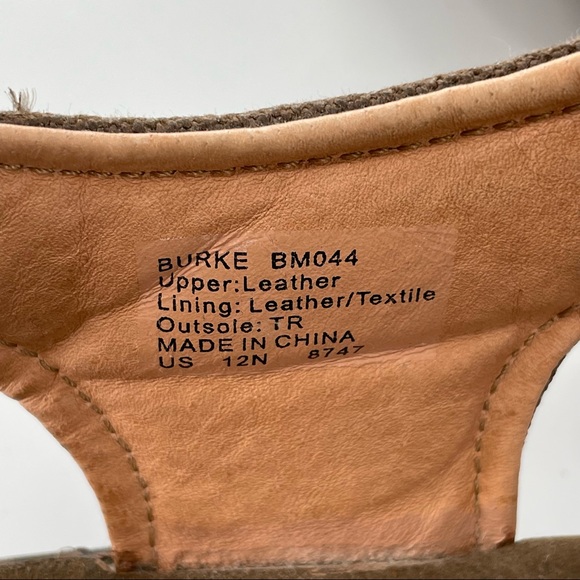 BURKE BM044
Upper:Leather
Lining: Leather/Textile
Outsole: TR
MADE IN CHINA
US 12N 8747